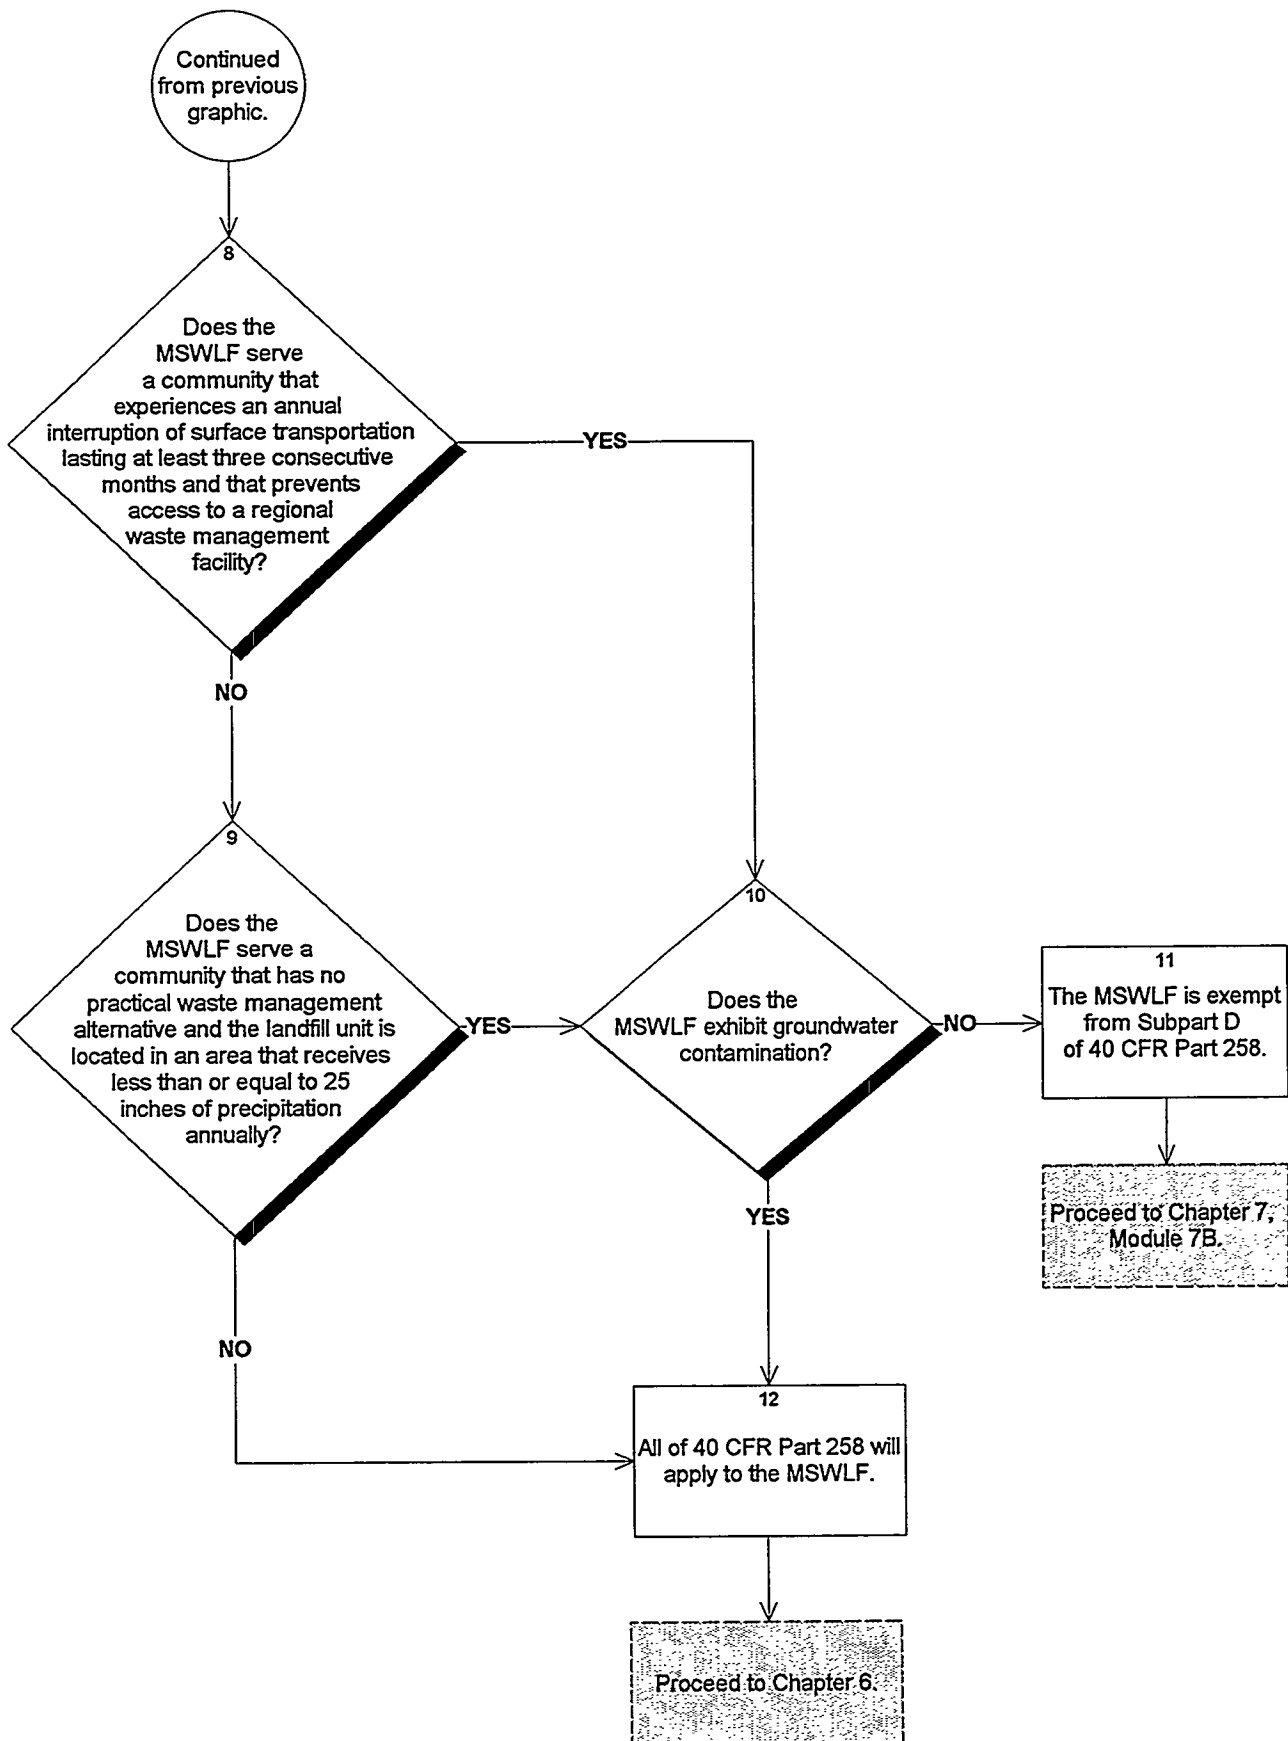 Continued
from previous
graphic.
8
Does the
MSWLF serve
a community that
experiences an annual
interruption of surface transportation
lasting at least three consecutive
months and that prevents
access to a regional
waste management
facility?
YES
NO
9
Does the
MSWLF serve a
community that has no
practical waste management
alternative and the landfill unit is
located in an area that receives
less than or equal to 25
inches of precipitation
annually?
YES
NO
10
Does the
MSWLF exhibit groundwater
contamination?
NO
YES
11
The MSWLF is exempt
from Subpart D
of 40 CFR Part 258.
Proceed to Chapter 7,
Module 7B.
12
All of 40 CFR Part 258 will
apply to the MSWLF.
Proceed to Chapter 6.